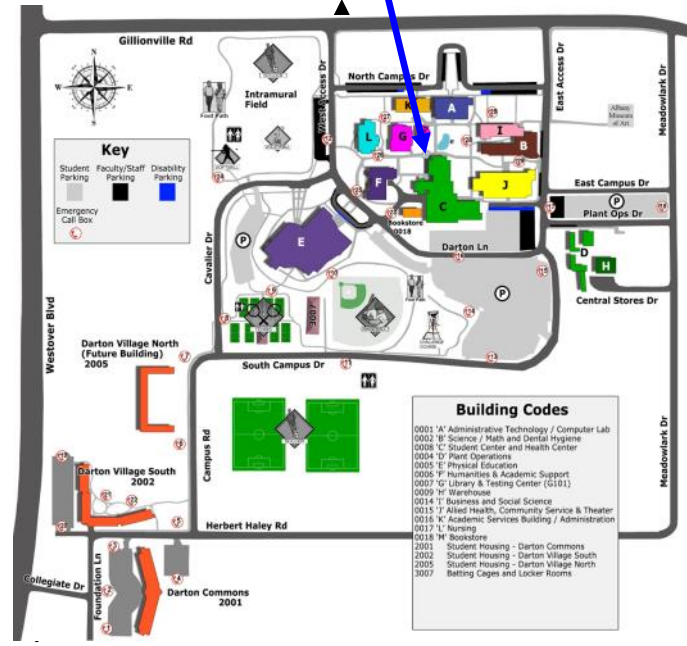 Gillionville Rd
North Campus Dr
West Access Dr
East Access Dr
Meadowlark Dr
Intramural
Field
Foot Path
N
W
E
S
K
A
L
G
I
B
F
C
J
Albany
Museum
of Art
Key
Student
Parking
Faculty/Staff
Parking
Disability
Parking
Emergency
Call Box
East Campus Dr
P
Plant Ops Dr
Bookstore
Darton Ln
D
H
Central Stores Dr
E
P
P
Cavalier Dr
Westover Blvd
3007
Foot Path
Darton Village North
(Future Building)
2005
South Campus Dr
Campus Rd
Meadowlark Dr
Darton Village South
2002
Herbert Haley Rd
Collegiate Dr
Foundation Ln
Darton Commons
2001
Building Codes
0001 'A' Administrative Technology / Computer Lab
0002 'B' Science / Math and Dental Hygiene
0008 'C' Student Center and Health Center
0004 'D' Plant Operations
0005 'E' Physical Education
0006 'F' Humanities & Academic Support
0007 'G' Library & Testing Center (G101)
0009 'H' Warehouse
0014 'I' Business and Social Science
0015 'J' Allied Health, Community Service & Theater
0016 'K' Academic Services Building / Administration
0017 'L' Nursing
0018 'M' Bookstore
2001 Student Housing - Darton Commons
2002 Student Housing - Darton Village South
2005 Student Housing - Darton Village North
3007 Batting Cages and Locker Rooms